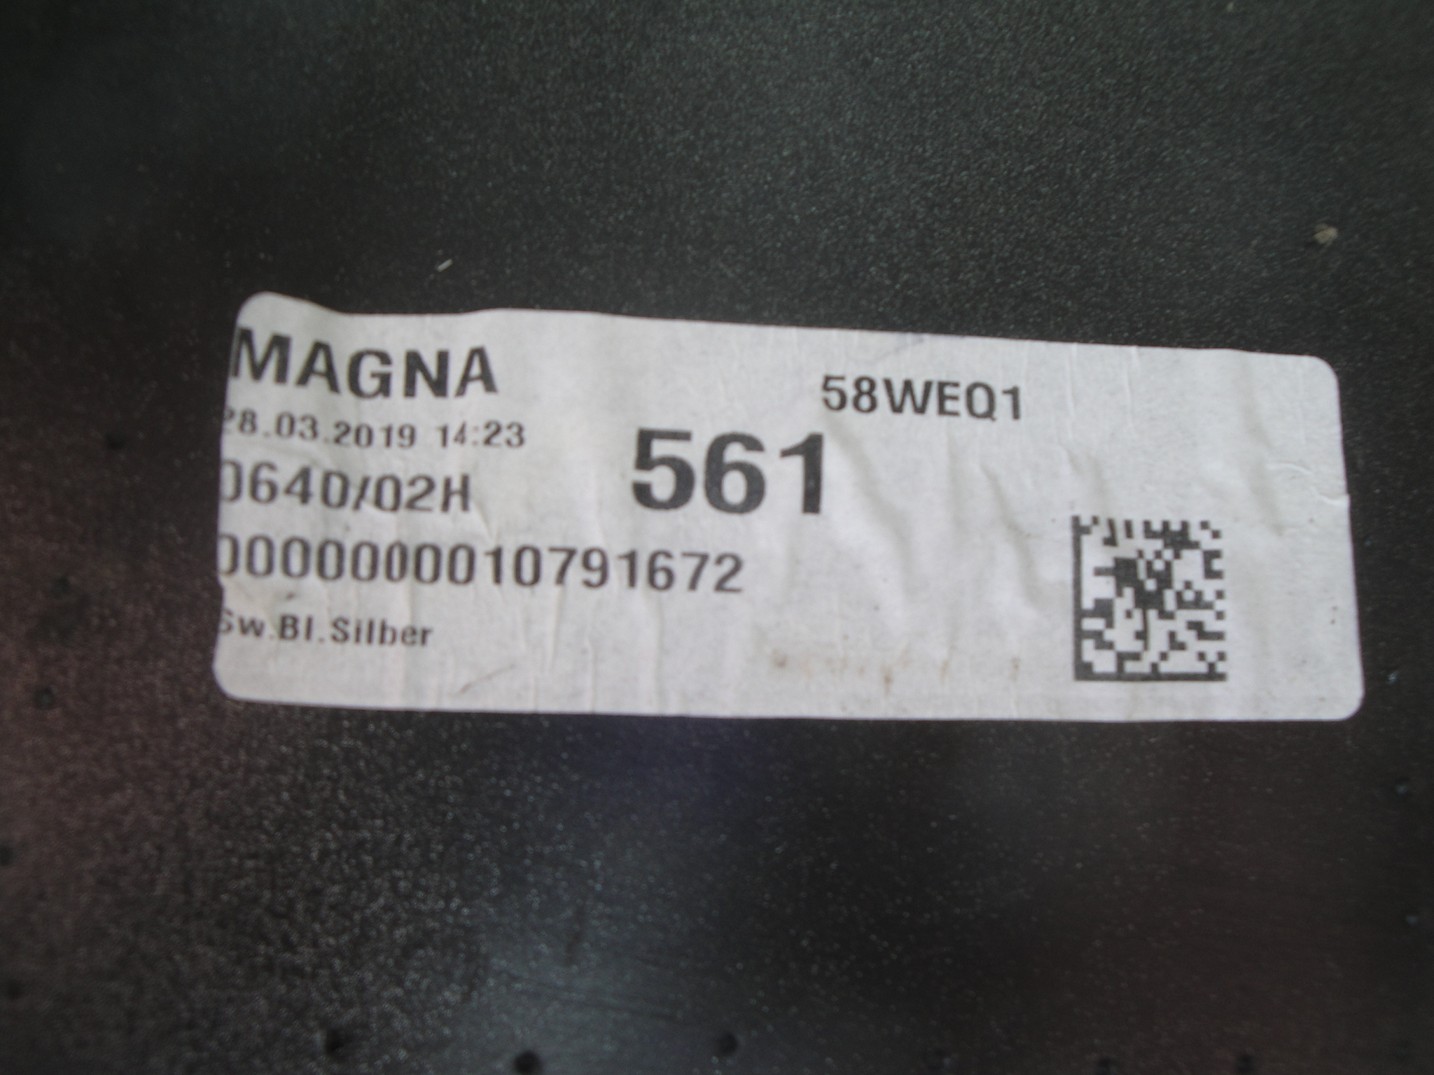 MAGNA
58WEQ1
28.03.2019 14:23
561
0640/02H
0000000010791672
Sw.Bl.Silber